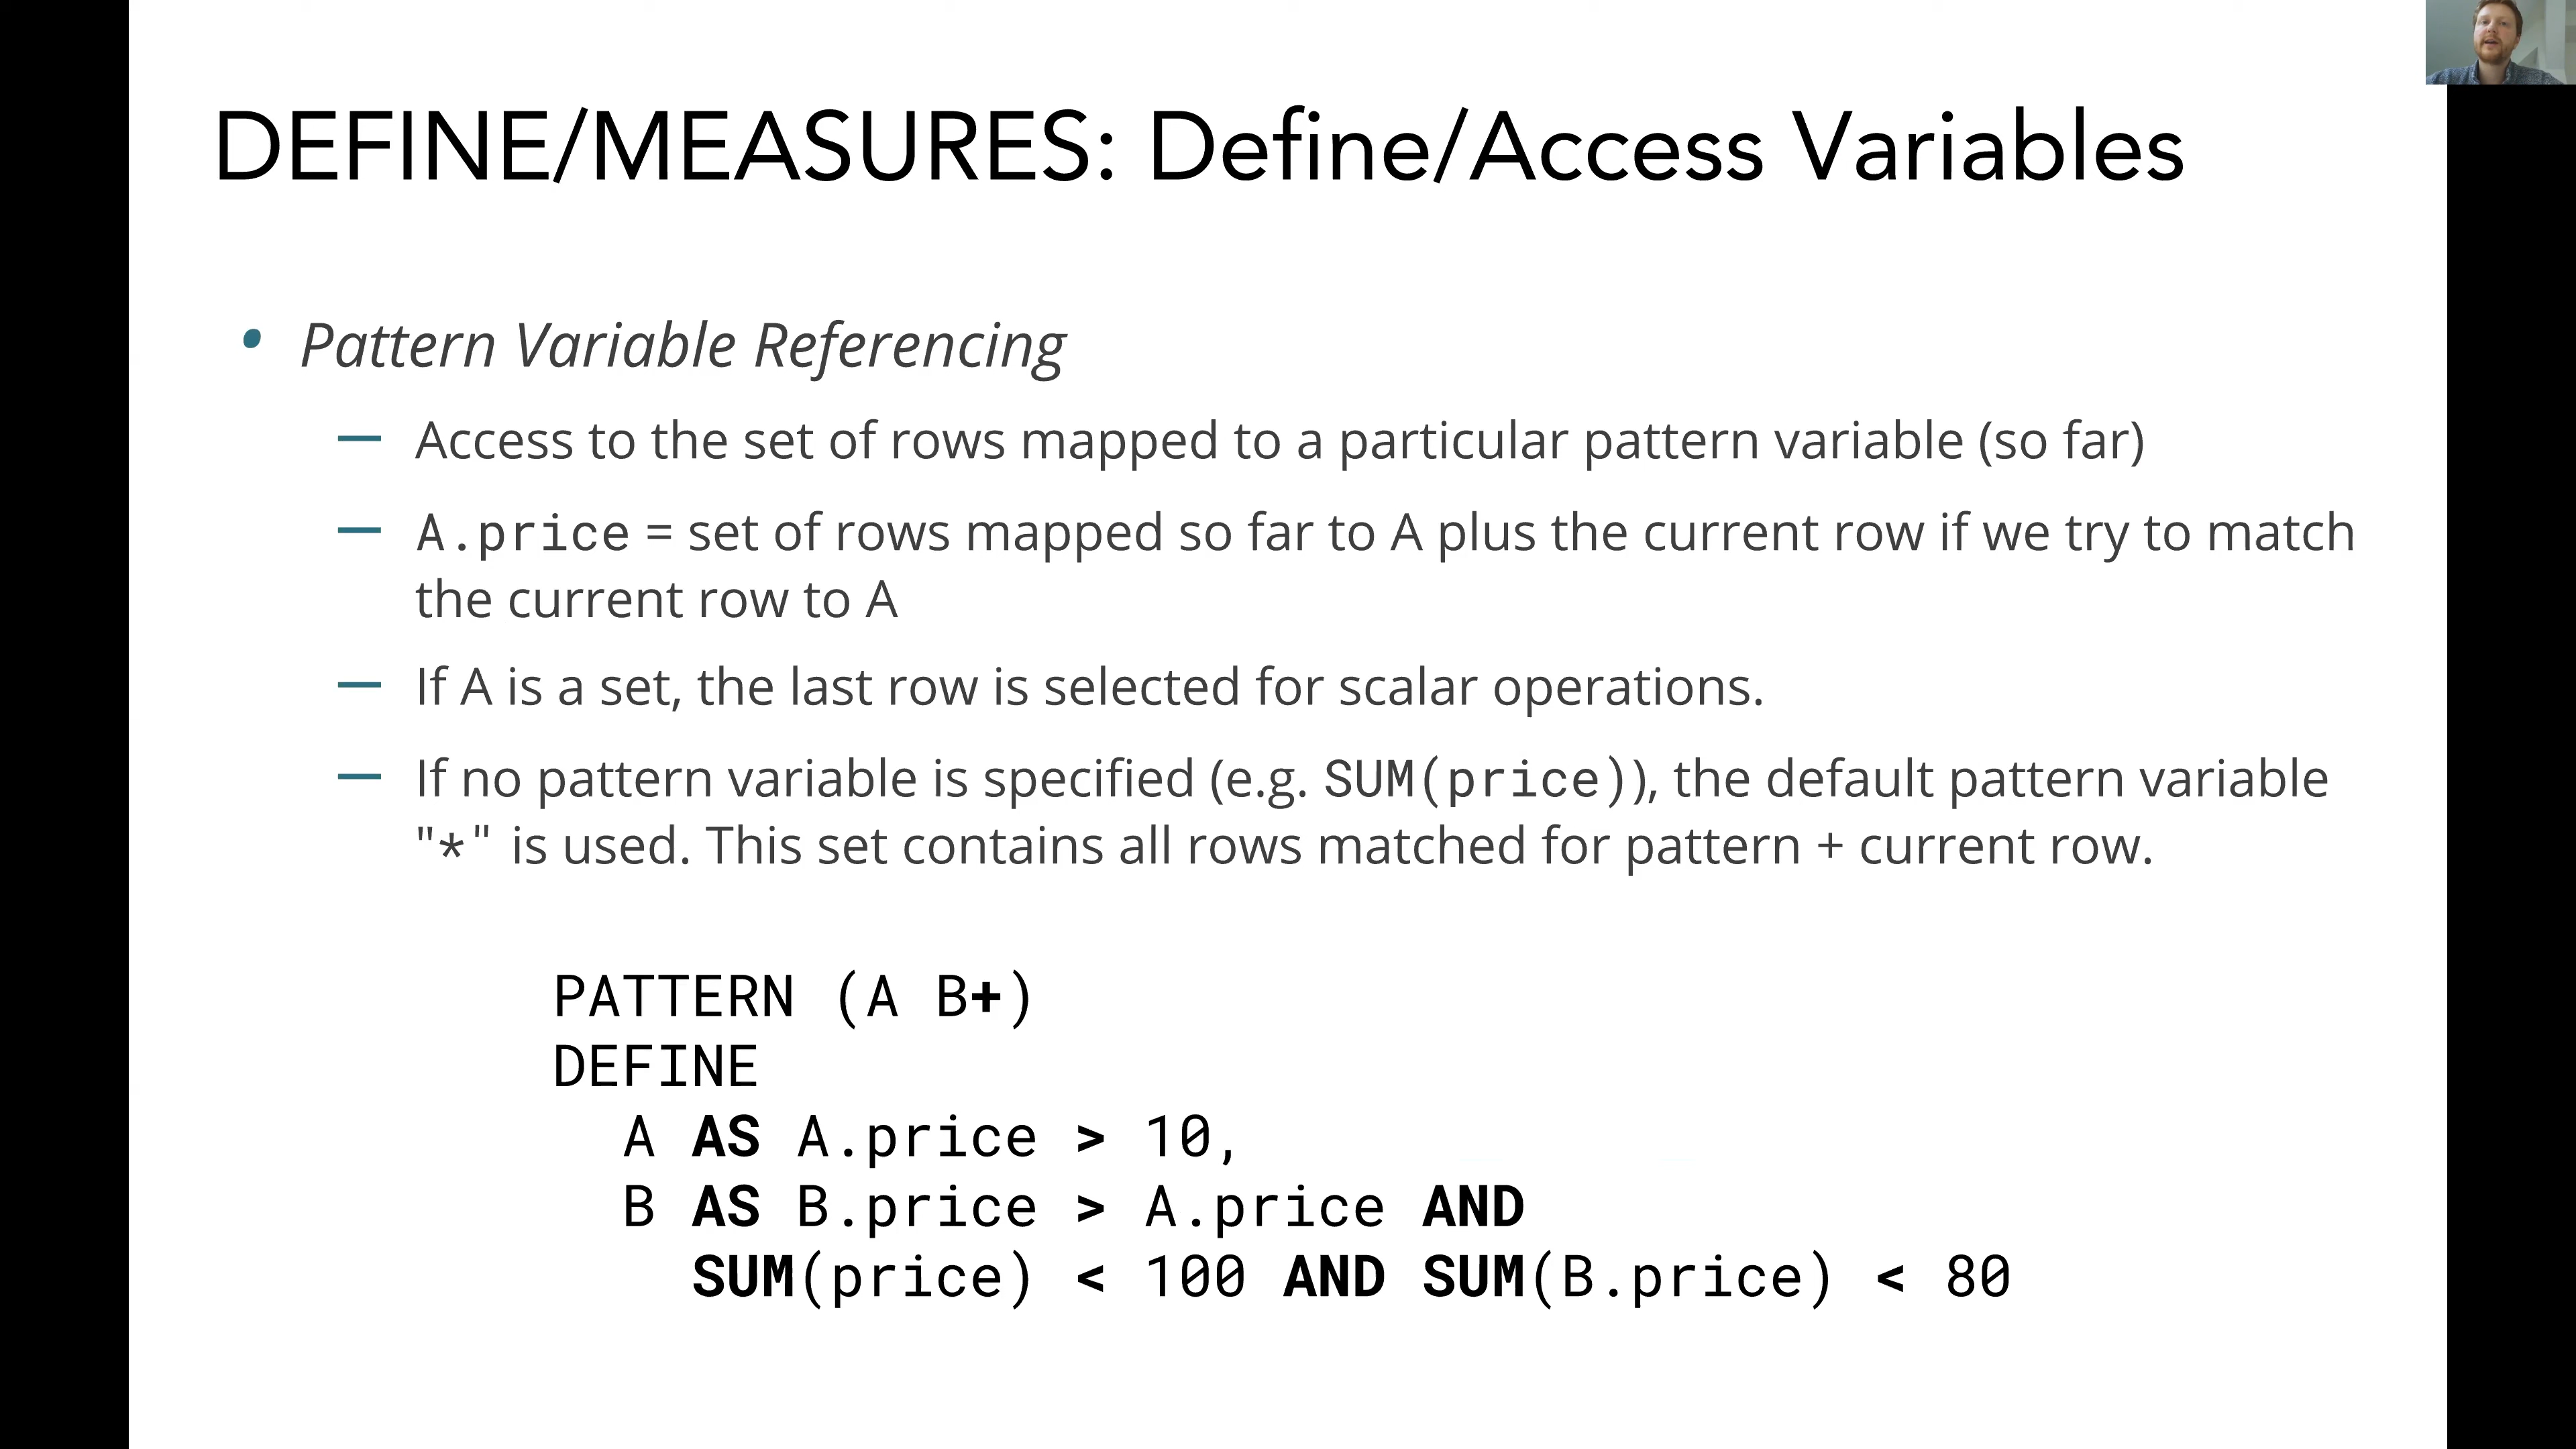 DEFINE/MEASURES: Define/Access Variables
• Pattern Variable Referencing
— Access to the set of rows mapped to a particular pattern variable (so far)
— A.price = set of rows mapped so far to A plus the current row if we try to match
the current row to A
— If A is a set, the last row is selected for scalar operations.
— If no pattern variable is specified (e.g. SUM(price)), the default pattern variable
"*" is used. This set contains all rows matched for pattern + current row.
PATTERN (A B+)
DEFINE
A AS A.price > 10,
B AS B.price > A.price AND
SUM(price) < 100 AND SUM(B.price) < 80